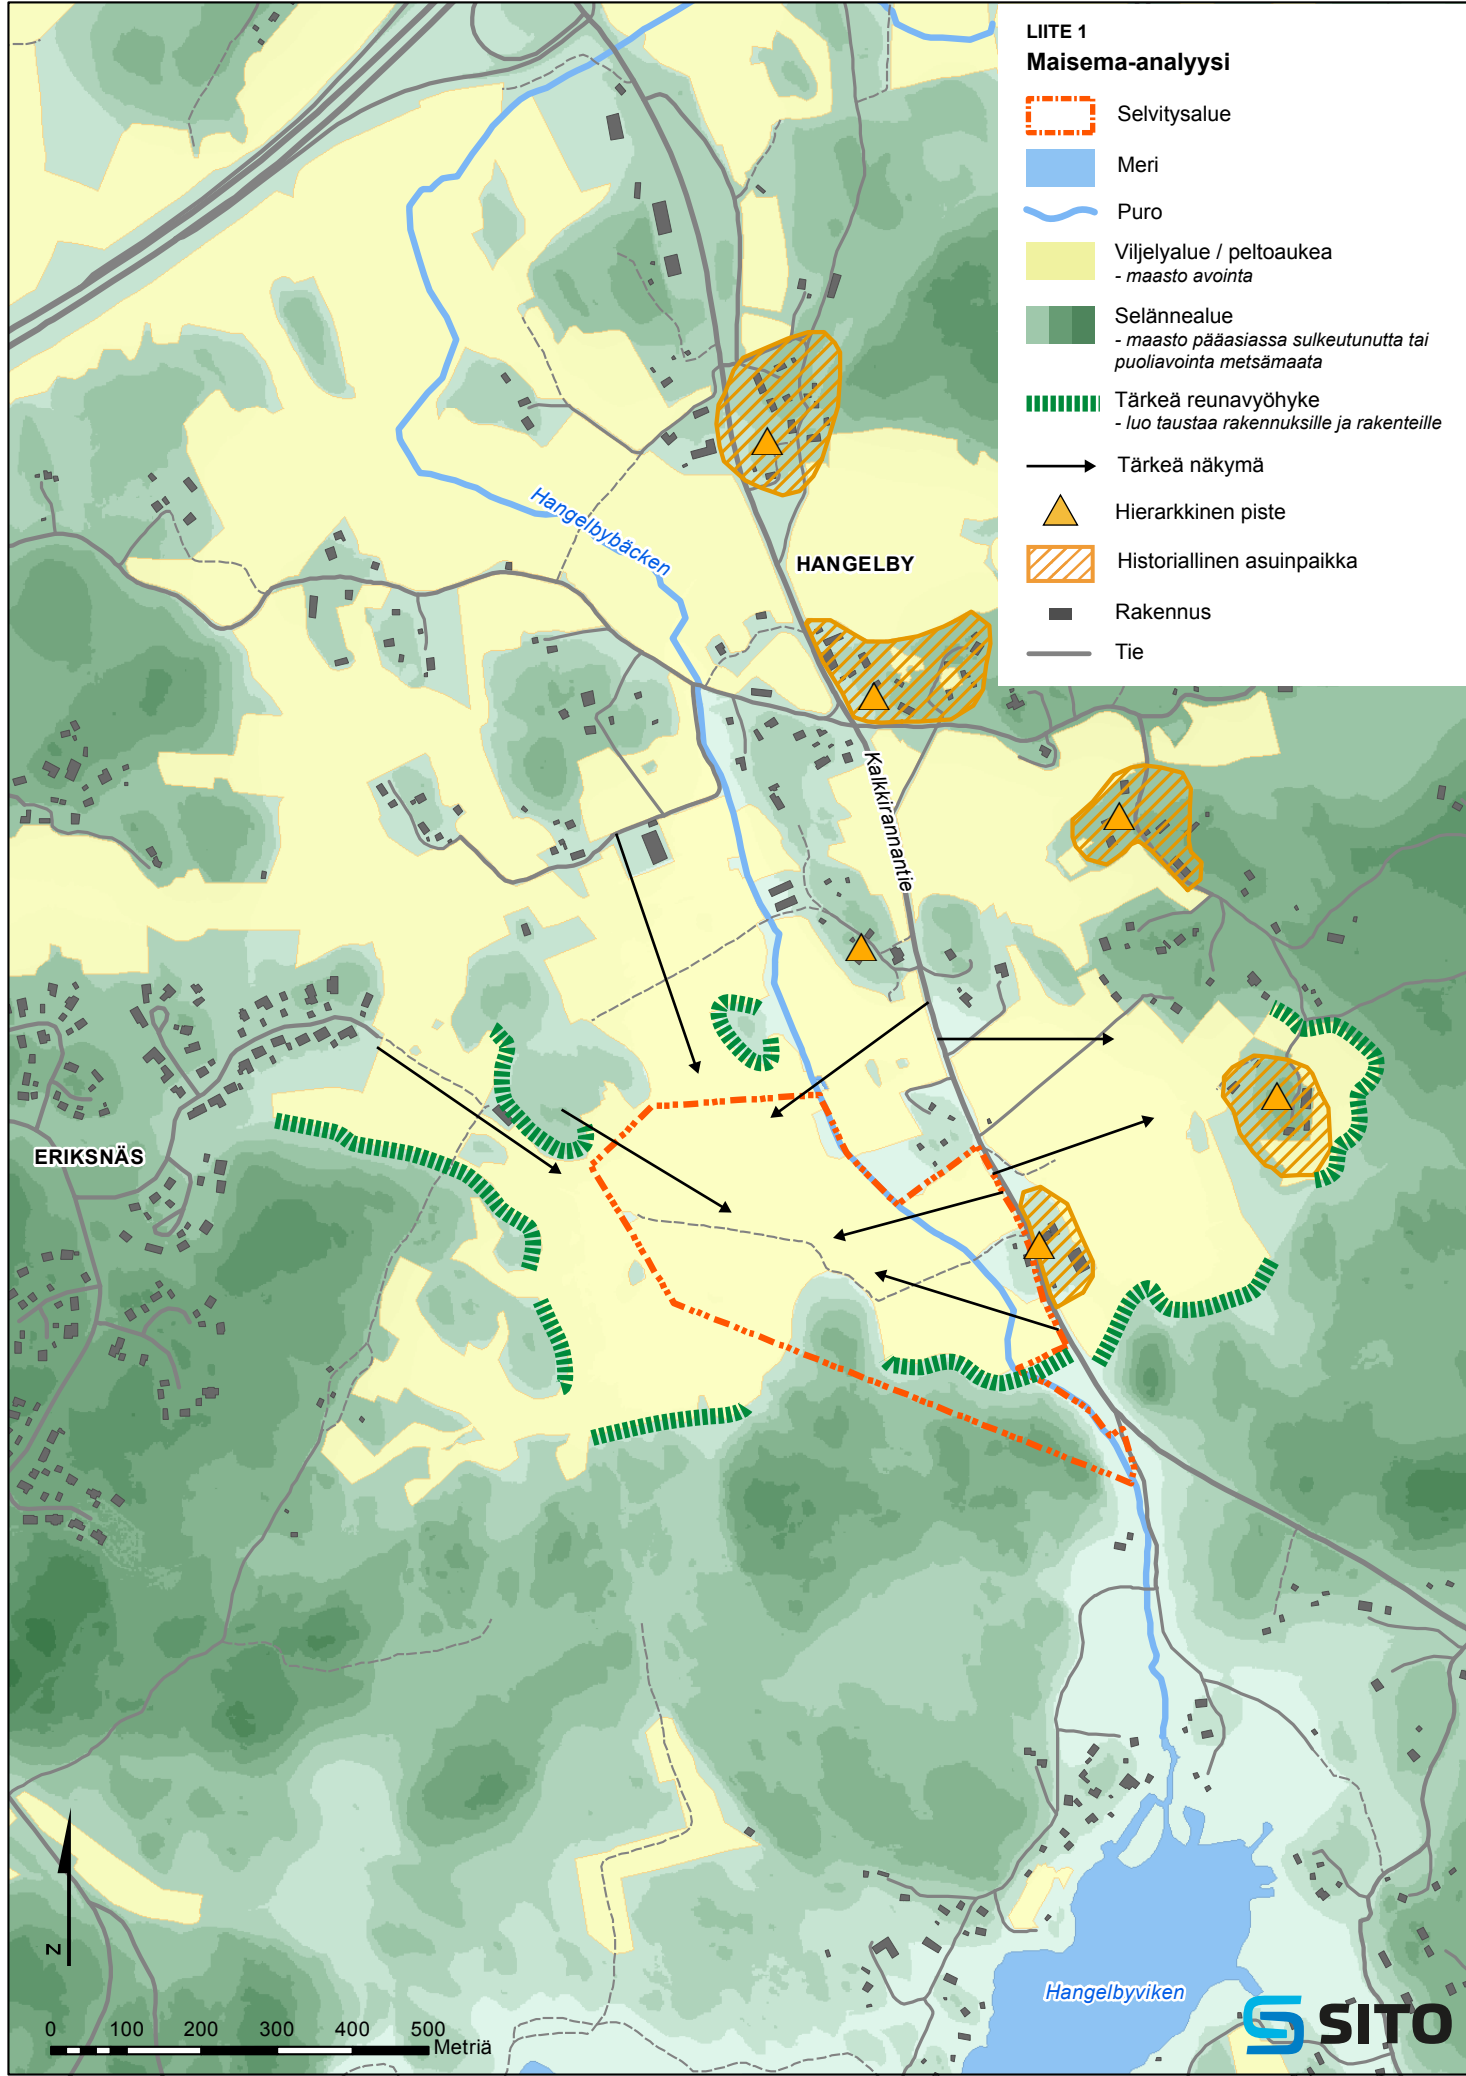 LIITE 1
Maisema-analyysi
Selvitysalue
Meri
Puro
Viljelyalue / peltoaukea
- maasto avointa
Selännealue
- maasto pääasiassa sulkeutunutta tai
puoliavointa metsämaata
Tärkeä reunavyöhyke
- luo taustaa rakennuksille ja rakenteille
Tärkeä näkymä
Hierarkkinen piste
Historiallinen asuinpaikka
Rakennus
Tie
Hangelbybäcken
HANGELBY
Kalkkirannantie
ERIKSNÄS
Hangelbyviken
N
0 100 200 300 400 500
Metriä
SITO